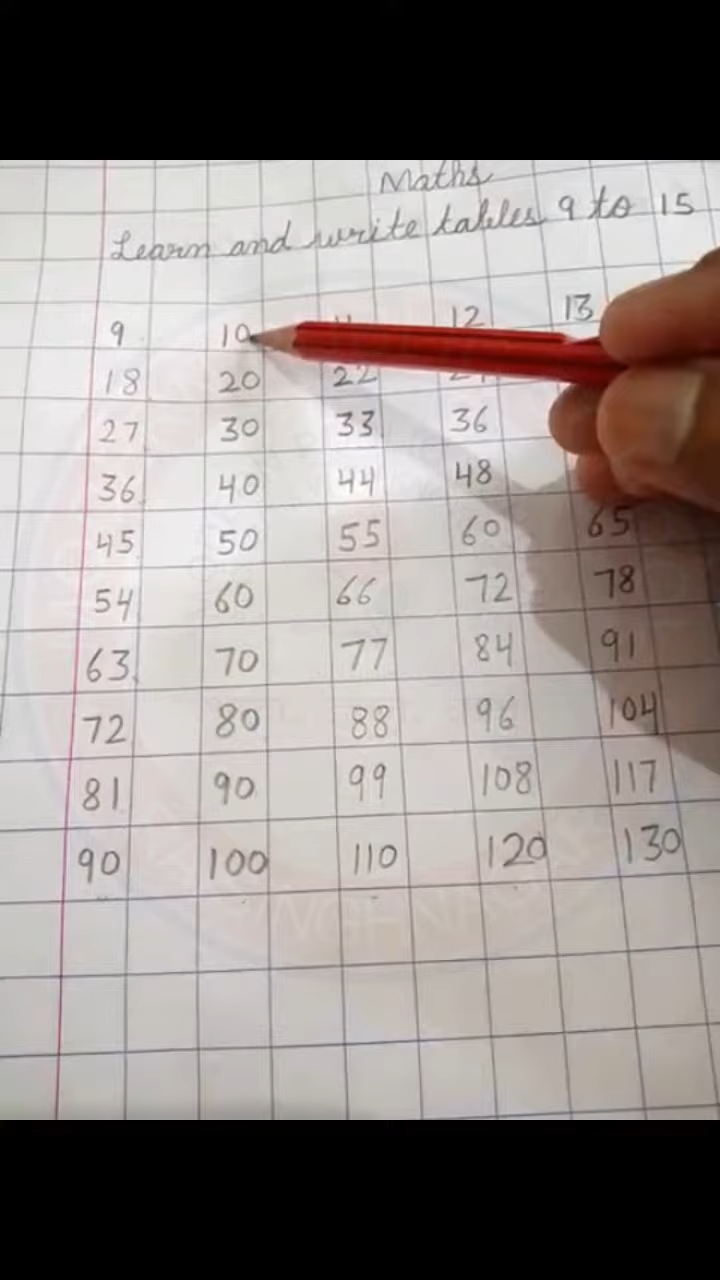 Maths
Learn and write tables 9 to 15
9 10 12 13
18 20 22
27 30 33 36
36 40 44 48
45 50 55 60 65
54 60 66 72 78
63 70 77 84 91
72 80 88 96 104
81 90 99 108 117
90 100 110 120 130